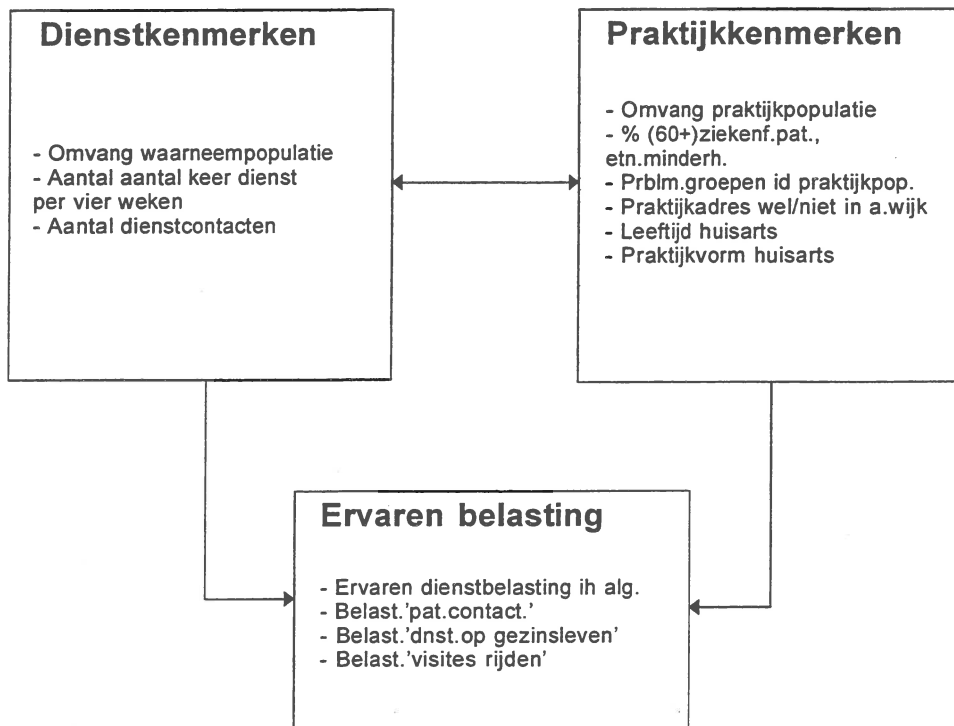 Dienstkenmerken
- Omvang waarneempopulatie
- Aantal aantal keer dienst
per vier weken
- Aantal dienstcontacten
Praktijkkenmerken
- Omvang praktijkpopulatie
- % (60+)ziekenf.pat.,
etn.minderh.
- Prblm.groepen id praktijkpop.
- Praktijkadres wel/niet in a.wijk
- Leeftijd huisarts
- Praktijkvorm huisarts
Ervaren belasting
- Ervaren dienstbelasting ih alg.
- Belast.'pat.contact.'
- Belast.'dnst.op gezinsleven'
- Belast.'visites rijden'